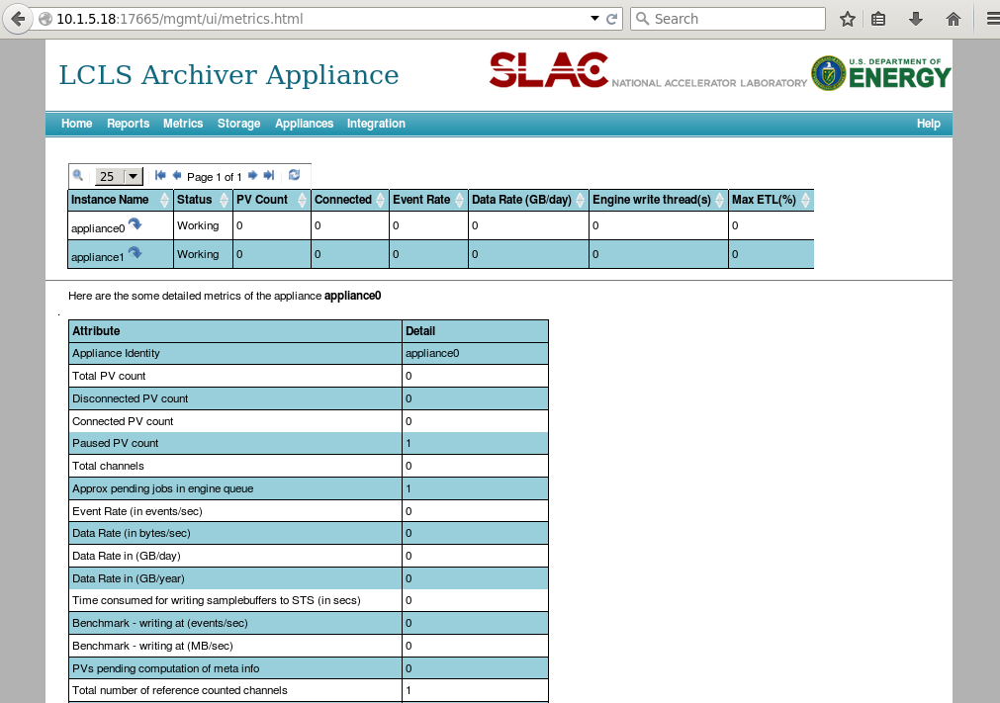 10.1.5.18:17665/mgmt/ui/metrics.html Search
LCLS Archiver Appliance SLAC NATIONAL ACCELERATOR LABORATORY U.S. DEPARTMENT OF ENERGY
Home Reports Metrics Storage Appliances Integration Help
25 Page 1 of 1
Instance Name Status PV Count Connected Event Rate Data Rate (GB/day) Engine write thread(s) Max ETL(%)
appliance0 Working 0 0 0 0 0 0
appliance1 Working 0 0 0 0 0 0
Here are the some detailed metrics of the appliance appliance0
.
Attribute Detail
Appliance Identity appliance0
Total PV count 0
Disconnected PV count 0
Connected PV count 0
Paused PV count 1
Total channels 0
Approx pending jobs in engine queue 1
Event Rate (in events/sec) 0
Data Rate (in bytes/sec) 0
Data Rate in (GB/day) 0
Data Rate in (GB/year) 0
Time consumed for writing samplebuffers to STS (in secs) 0
Benchmark - writing at (events/sec) 0
Benchmark - writing at (MB/sec) 0
PVs pending computation of meta info 0
Total number of reference counted channels 1